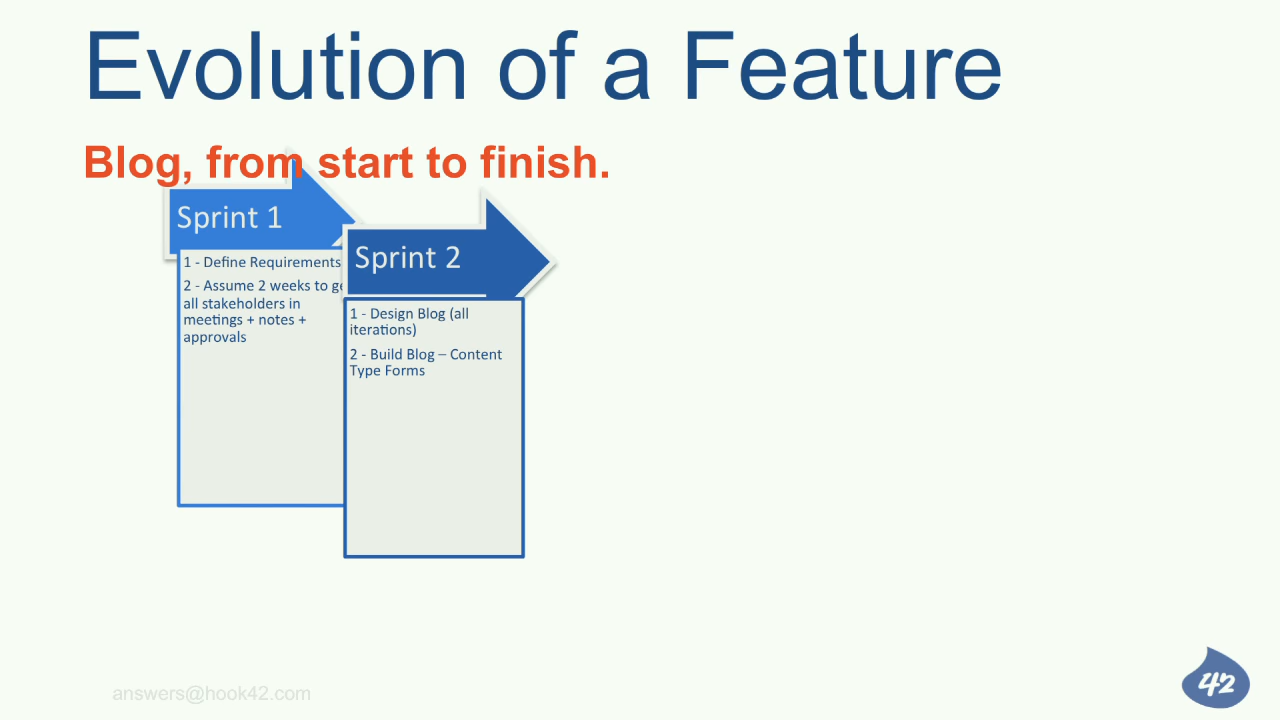 Evolution of a Feature
Blog, from start to finish.
Sprint 1
1 - Define Requirements
2 - Assume 2 weeks to
all stakeholders in
meetings + notes +
approvals
Sprint 2
1 - Design Blog (all
iterations)
2 - Build Blog – Content
Type Forms
answers@hook42.com
42